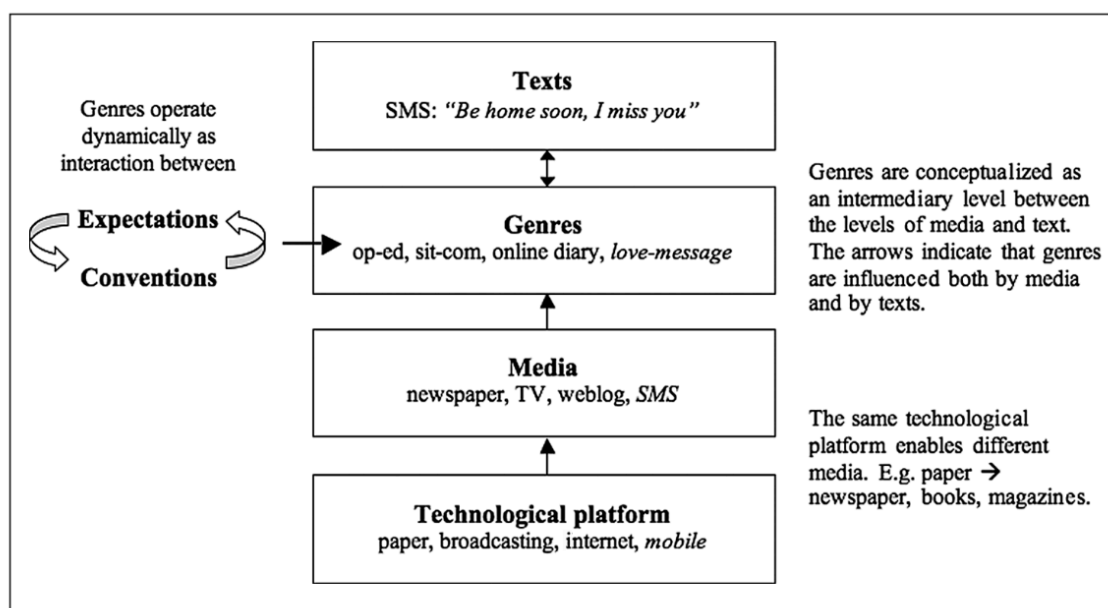 Texts
SMS: “Be home soon, I miss you”
Genres operate
dynamically as
interaction between
Expectations
Conventions
Genres
op-ed, sit-com, online diary, love-message
Genres are conceptualized as
an intermediary level between
the levels of media and text.
The arrows indicate that genres
are influenced both by media
and by texts.
Media
newspaper, TV, weblog, SMS
The same technological
platform enables different
media. E.g. paper →
newspaper, books, magazines.
Technological platform
paper, broadcasting, internet, mobile